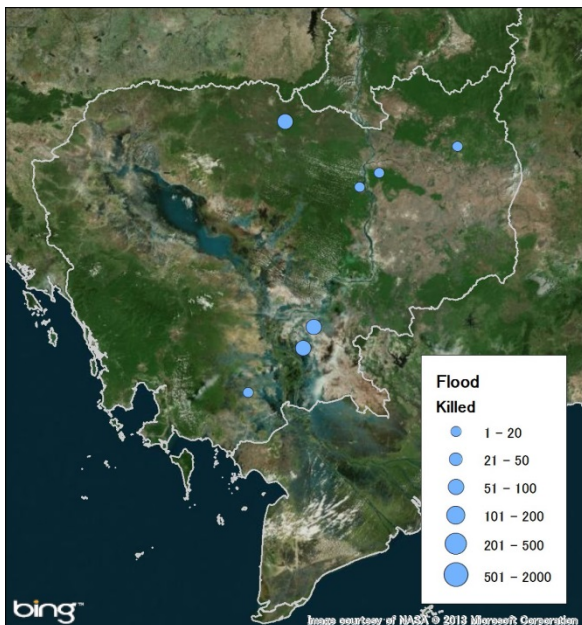 Flood
Killed
1 - 20
21 - 50
51 - 100
101 - 200
201 - 500
501 - 2000
bing™
Image courtesy of NASA © 2013 Microsoft Corporation